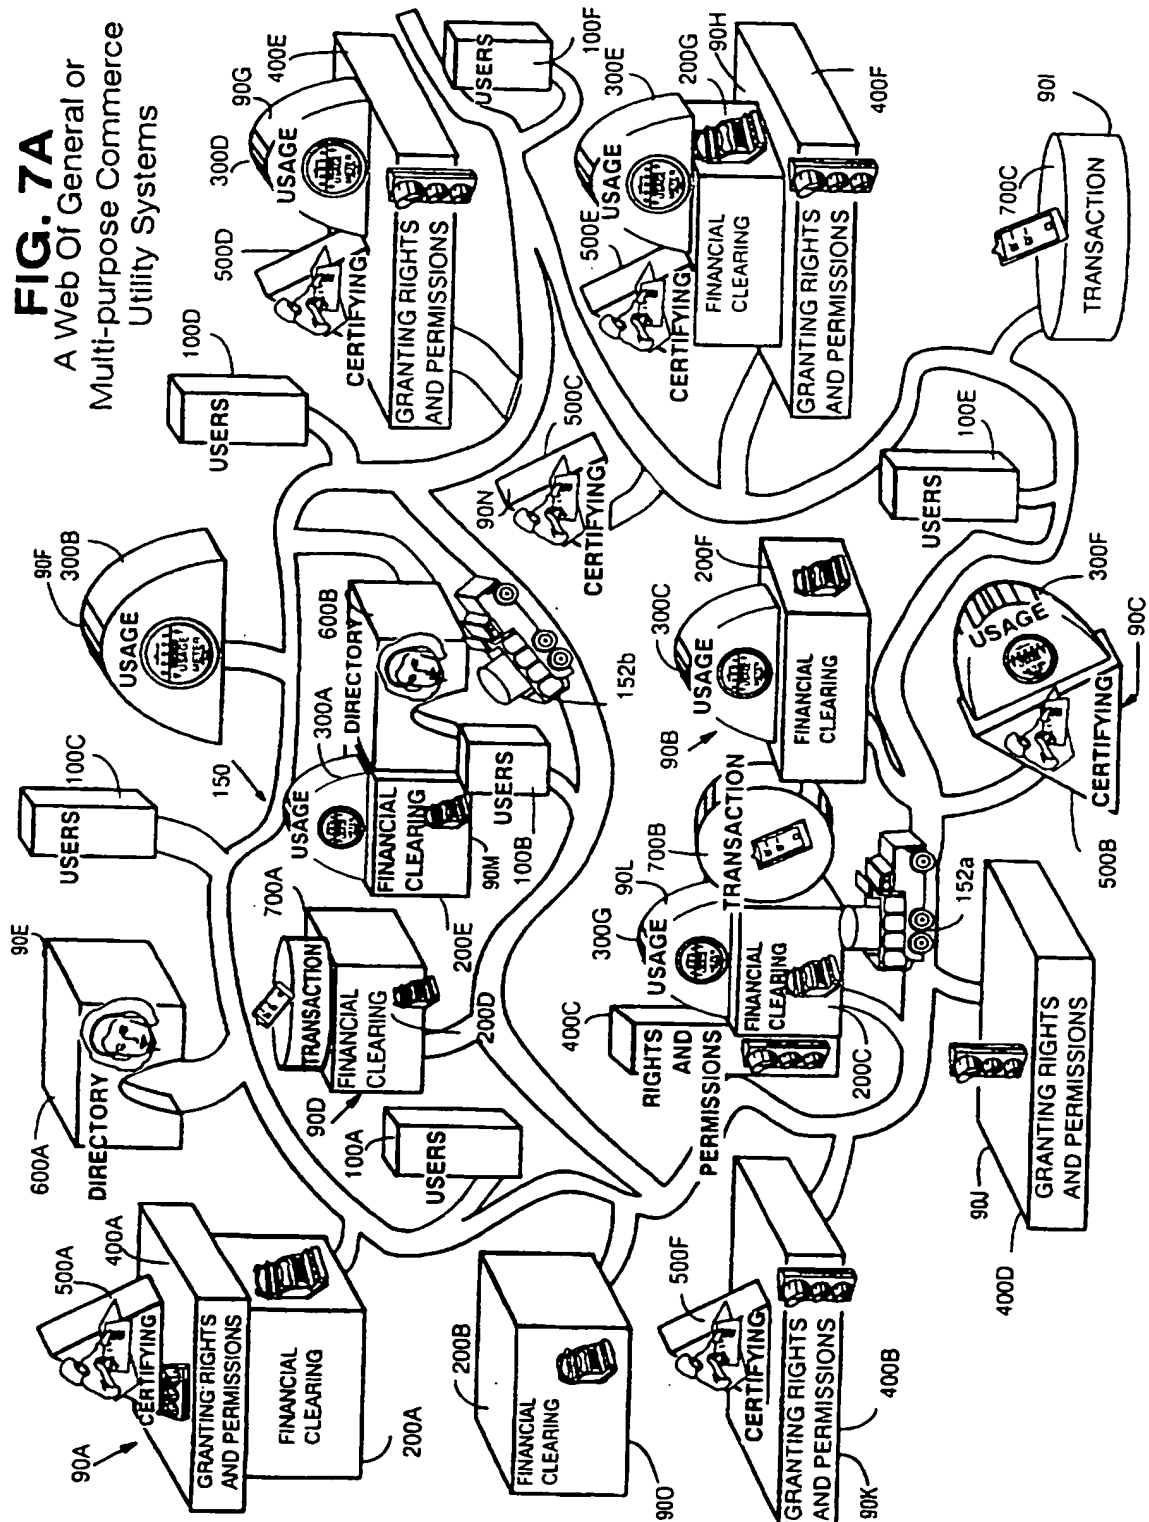 FIG. 7A
A Web Of General or
Multi-purpose Commerce
Utility Systems
90A
500A
400A
CERTIFYING
GRANTING RIGHTS
AND PERMISSIONS
FINANCIAL
CLEARING
200A
600A
90E
DIRECTORY
100C
USERS
150
90F
300B
USAGE
USAGE
METER
100D
USERS
500D
300D
90G
400E
USAGE
CERTIFYING
GRANTING RIGHTS
AND PERMISSIONS
USERS
100F
100A
USERS
90D
700A
TRANSACTION
FINANCIAL
CLEARING
200D
300A
USAGE
FINANCIAL
CLEARING
200E
90M
DIRECTORY
600B
USERS
100B
152b
90N
500C
CERTIFYING
500E
300E
200G
90H
USAGE
CERTIFYING
FINANCIAL
CLEARING
GRANTING RIGHTS
AND PERMISSIONS
400F
200B
FINANCIAL
CLEARING
90O
400C
RIGHTS
AND
PERMISSIONS
300G
90L
USAGE
FINANCIAL
CLEARING
200C
700B
TRANSACTION
90B
300C
USAGE
200F
FINANCIAL
CLEARING
152a
100E
USERS
700C
90I
TRANSACTION
500F
CERTIFYING
GRANTING RIGHTS
AND PERMISSIONS
400B
90K
90J
400D
GRANTING RIGHTS
AND PERMISSIONS
USAGE
300F
CERTIFYING
500B
90C